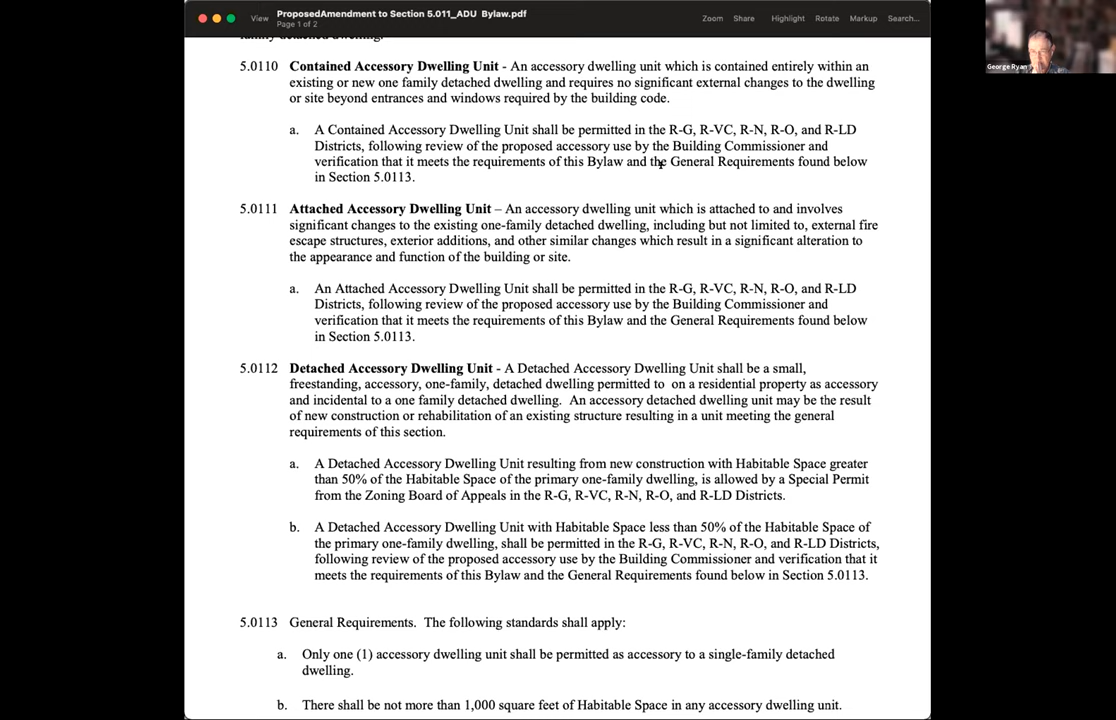 View
ProposedAmendment to Section 5.011_ADU Bylaw.pdf
Page 1 of 2
Zoom Share Highlight Rotate Markup Search...
George Ryan
family detached dwelling.
5.0110 Contained Accessory Dwelling Unit - An accessory dwelling unit which is contained entirely within an
existing or new one family detached dwelling and requires no significant external changes to the dwelling
or site beyond entrances and windows required by the building code.
a. A Contained Accessory Dwelling Unit shall be permitted in the R-G, R-VC, R-N, R-O, and R-LD
Districts, following review of the proposed accessory use by the Building Commissioner and
verification that it meets the requirements of this Bylaw and the General Requirements found below
in Section 5.0113.
5.0111 Attached Accessory Dwelling Unit – An accessory dwelling unit which is attached to and involves
significant changes to the existing one-family detached dwelling, including but not limited to, external fire
escape structures, exterior additions, and other similar changes which result in a significant alteration to
the appearance and function of the building or site.
a. An Attached Accessory Dwelling Unit shall be permitted in the R-G, R-VC, R-N, R-O, and R-LD
Districts, following review of the proposed accessory use by the Building Commissioner and
verification that it meets the requirements of this Bylaw and the General Requirements found below
in Section 5.0113.
5.0112 Detached Accessory Dwelling Unit - A Detached Accessory Dwelling Unit shall be a small,
freestanding, accessory, one-family, detached dwelling permitted to on a residential property as accessory
and incidental to a one family detached dwelling. An accessory detached dwelling unit may be the result
of new construction or rehabilitation of an existing structure resulting in a unit meeting the general
requirements of this section.
a. A Detached Accessory Dwelling Unit resulting from new construction with Habitable Space greater
than 50% of the Habitable Space of the primary one-family dwelling, is allowed by a Special Permit
from the Zoning Board of Appeals in the R-G, R-VC, R-N, R-O, and R-LD Districts.
b. A Detached Accessory Dwelling Unit with Habitable Space less than 50% of the Habitable Space of
the primary one-family dwelling, shall be permitted in the R-G, R-VC, R-N, R-O, and R-LD Districts,
following review of the proposed accessory use by the Building Commissioner and verification that it
meets the requirements of this Bylaw and the General Requirements found below in Section 5.0113.
5.0113 General Requirements. The following standards shall apply:
a. Only one (1) accessory dwelling unit shall be permitted as accessory to a single-family detached
dwelling.
b. There shall be not more than 1,000 square feet of Habitable Space in any accessory dwelling unit.